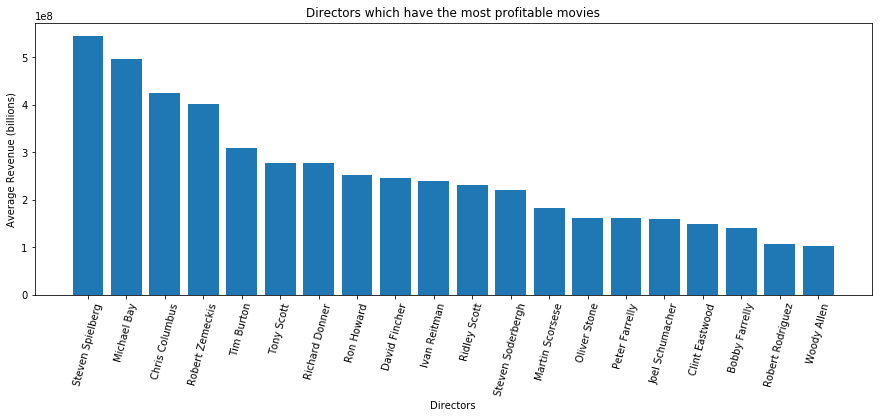 Directors which have the most profitable movies
1e8
Average Revenue (billions)
5
4
3
2
1
0
Steven Spielberg
Michael Bay
Chris Columbus
Robert Zemeckis
Tim Burton
Tony Scott
Richard Donner
Ron Howard
David Fincher
Ivan Reitman
Ridley Scott
Steven Soderbergh
Martin Scorsese
Oliver Stone
Peter Farrelly
Joel Schumacher
Clint Eastwood
Bobby Farrelly
Robert Rodriguez
Woody Allen
Directors